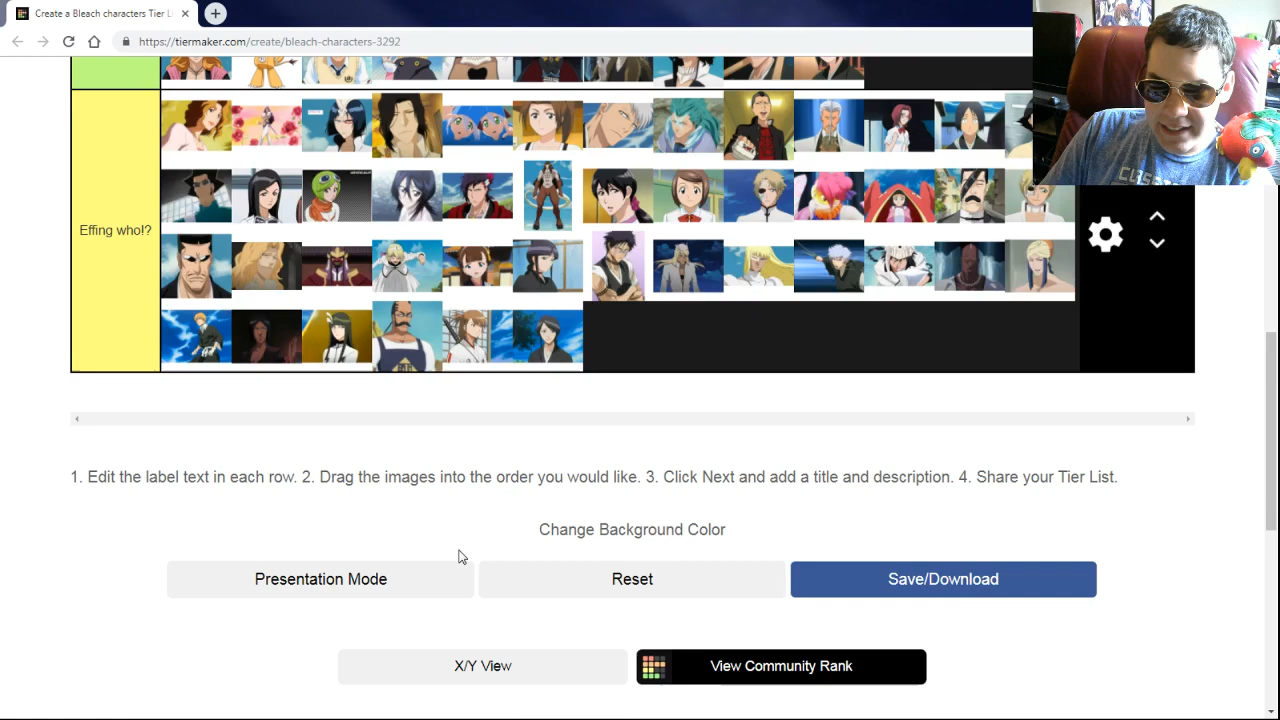 Create a Bleach characters Tier Li
https://tiermaker.com/create/bleach-characters-3292
Effing who!?
1. Edit the label text in each row. 2. Drag the images into the order you would like. 3. Click Next and add a title and description. 4. Share your Tier List.
Change Background Color
Presentation Mode
Reset
Save/Download
X/Y View
View Community Rank